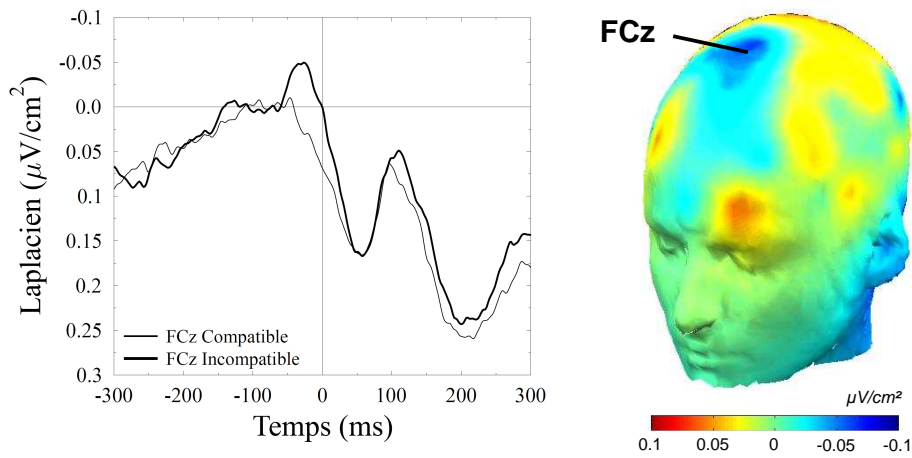 -0.1
-0.05
0.0
0.05
0.1
0.15
0.2
0.25
0.3
Laplacien (µV/cm²)
FCz Compatible
FCz Incompatible
-300 -200 -100 0 100 200 300
Temps (ms)
FCz
µV/cm²
0.1 0.05 0 -0.05 -0.1